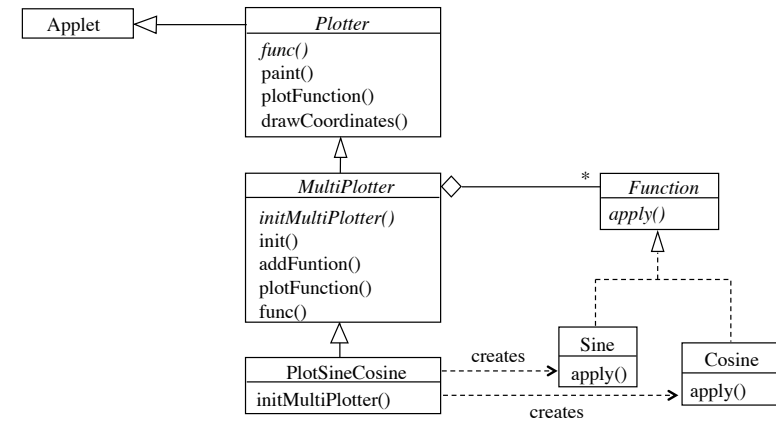 Applet
Plotter
func()
paint()
plotFunction()
drawCoordinates()
MultiPlotter
initMultiPlotter()
init()
addFuntion()
plotFunction()
func()
*
Function
apply()
PlotSineCosine
initMultiPlotter()
creates
creates
Sine
apply()
Cosine
apply()